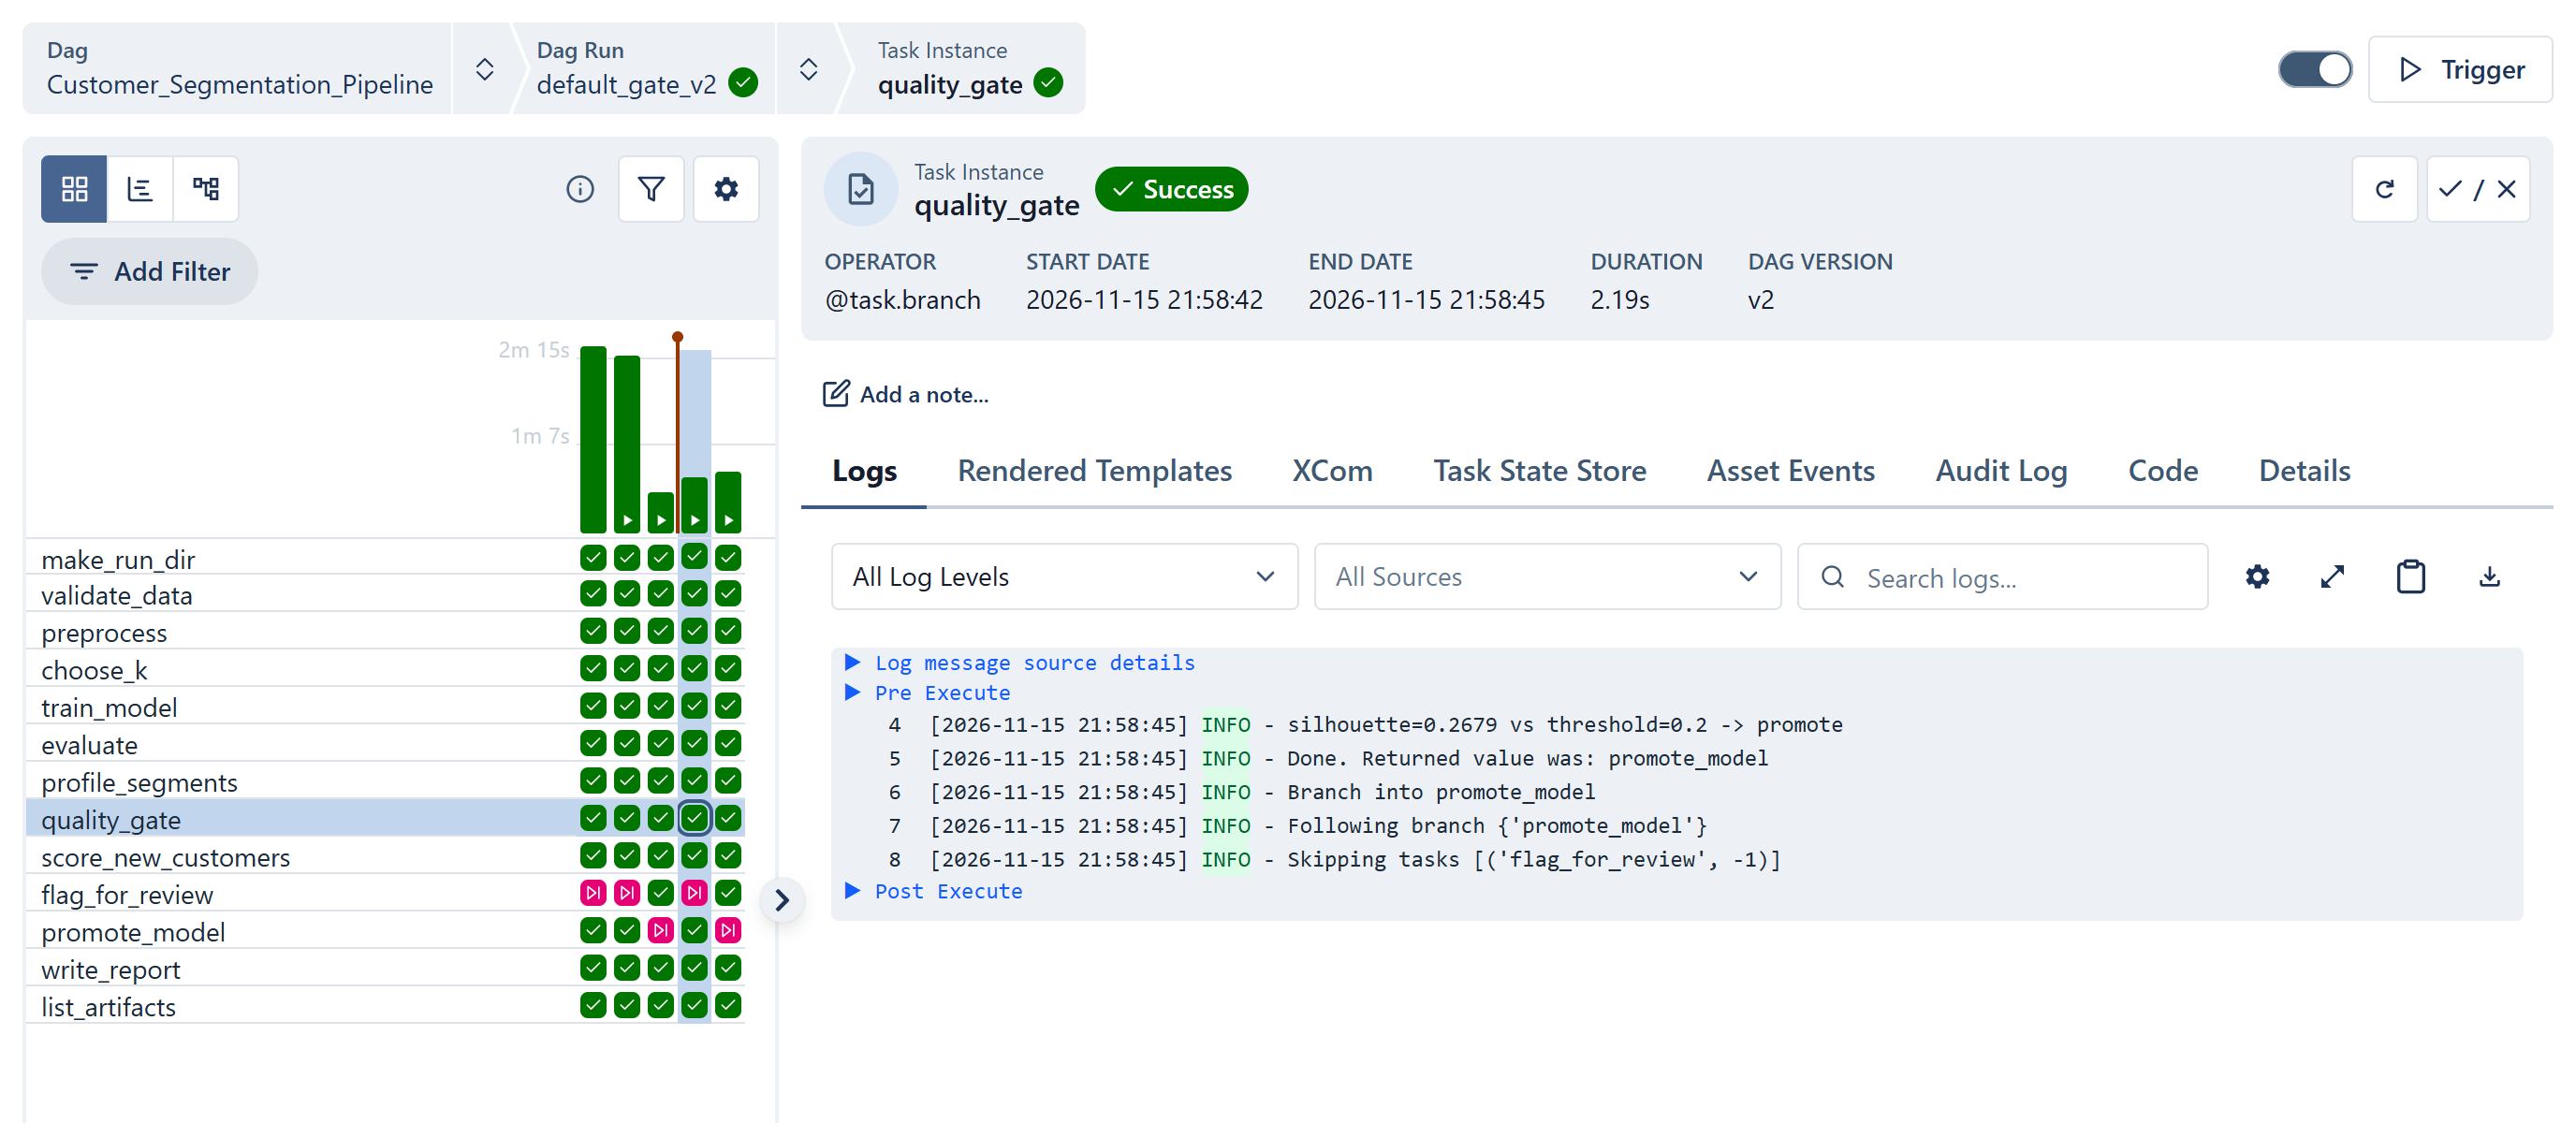 Dag
Customer_Segmentation_Pipeline
Dag Run
default_gate_v2
Task Instance
quality_gate
Trigger
Add Filter
2m 15s
1m 7s
make_run_dir
validate_data
preprocess
choose_k
train_model
evaluate
profile_segments
quality_gate
score_new_customers
flag_for_review
promote_model
write_report
list_artifacts
Task Instance
quality_gate
Success
/
OPERATOR START DATE END DATE DURATION DAG VERSION
@task.branch 2026-11-15 21:58:42 2026-11-15 21:58:45 2.19s v2
Add a note...
Logs Rendered Templates XCom Task State Store Asset Events Audit Log Code Details
All Log Levels All Sources Search logs...
Log message source details
Pre Execute
4 [2026-11-15 21:58:45] INFO - silhouette=0.2679 vs threshold=0.2 -> promote
5 [2026-11-15 21:58:45] INFO - Done. Returned value was: promote_model
6 [2026-11-15 21:58:45] INFO - Branch into promote_model
7 [2026-11-15 21:58:45] INFO - Following branch {'promote_model'}
8 [2026-11-15 21:58:45] INFO - Skipping tasks [('flag_for_review', -1)]
Post Execute